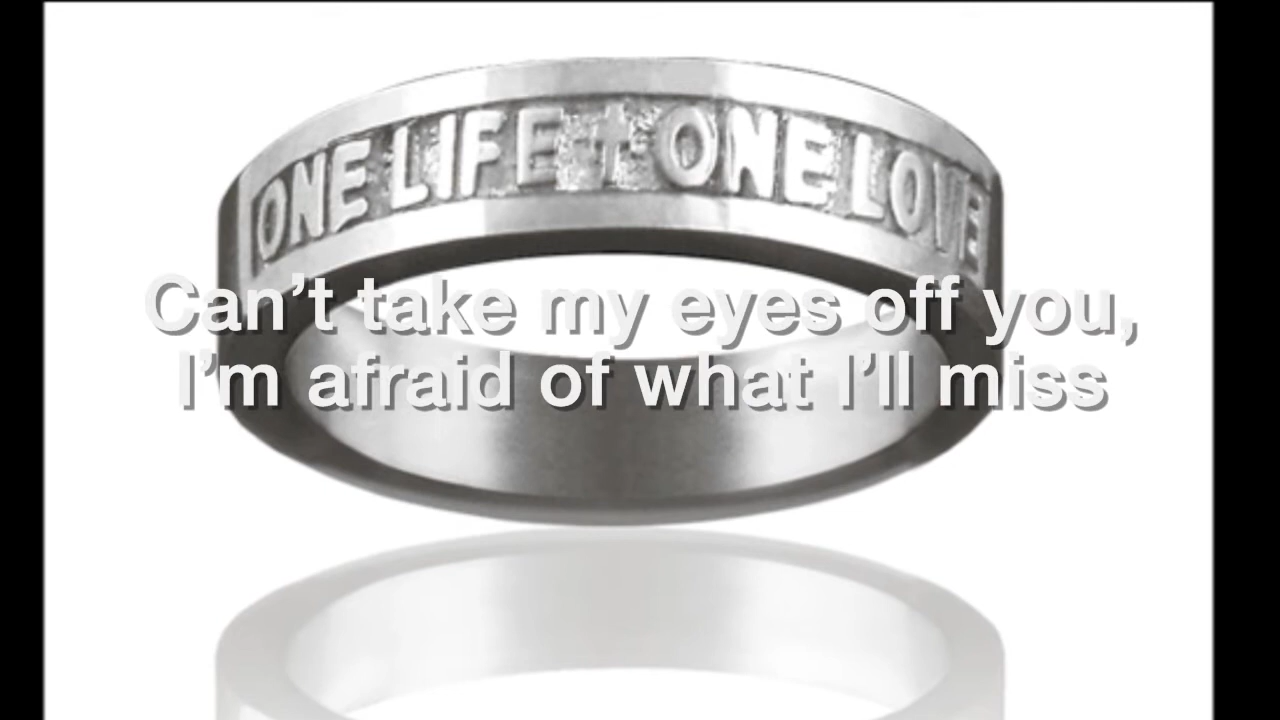 ONE LIFE ✝ ONE LOVE
Can't take my eyes off you,
I'm afraid of what I'll miss